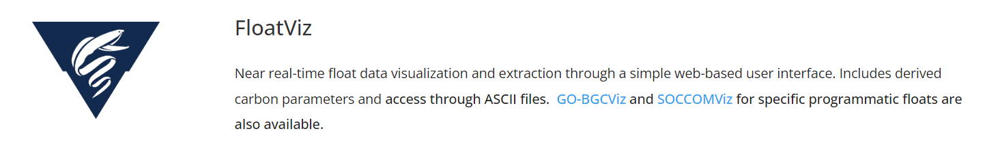 FloatViz
Near real-time float data visualization and extraction through a simple web-based user interface. Includes derived
carbon parameters and access through ASCII files.  GO-BGCViz and SOCCOMViz for specific programmatic floats are
also available.